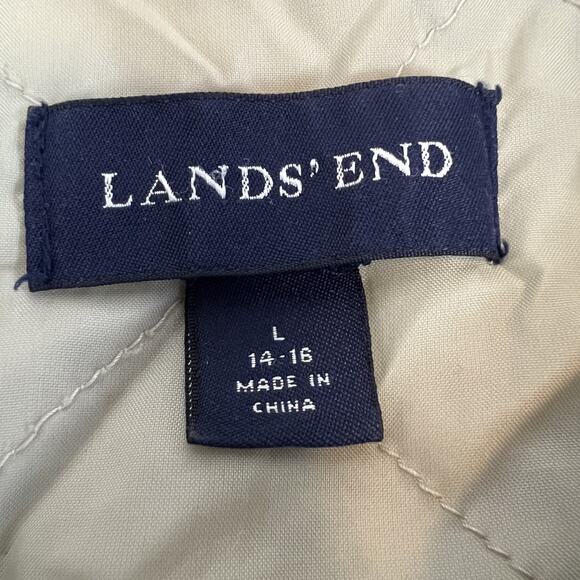 LANDS' END
L
14-16
MADE IN
CHINA